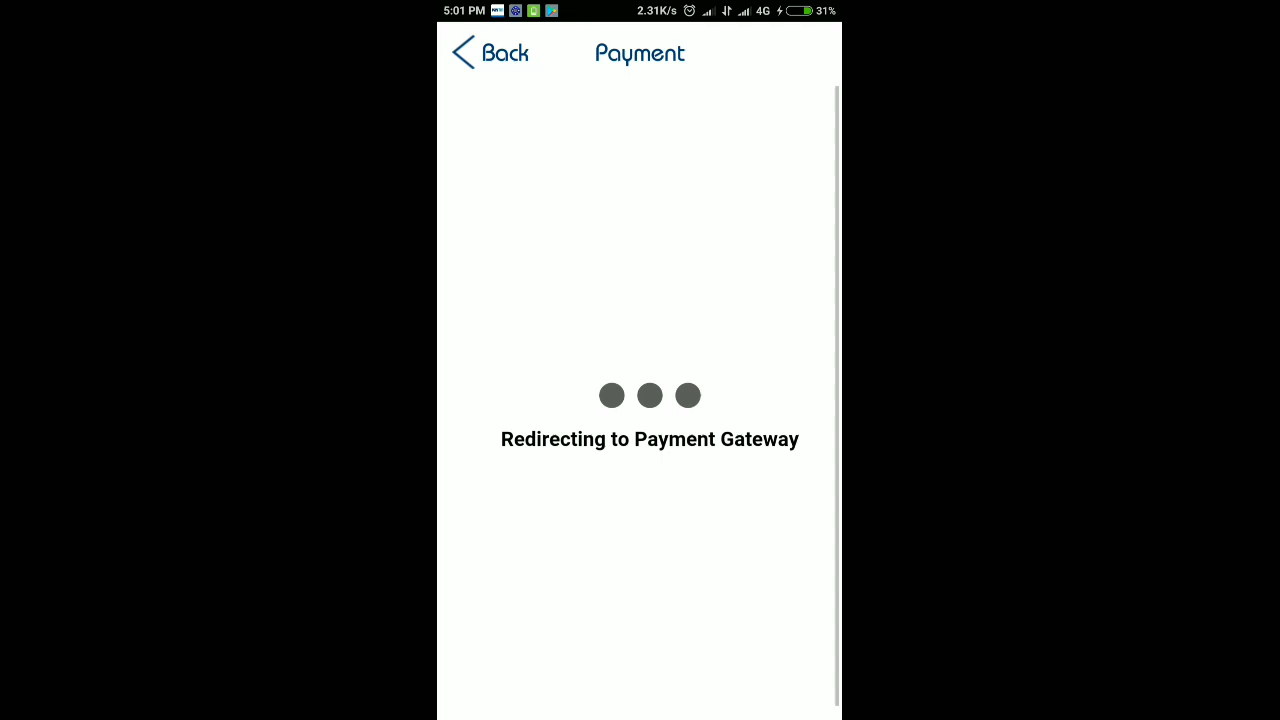 5:01 PM 2.31K/s 4G 31%
Back Payment
Redirecting to Payment Gateway